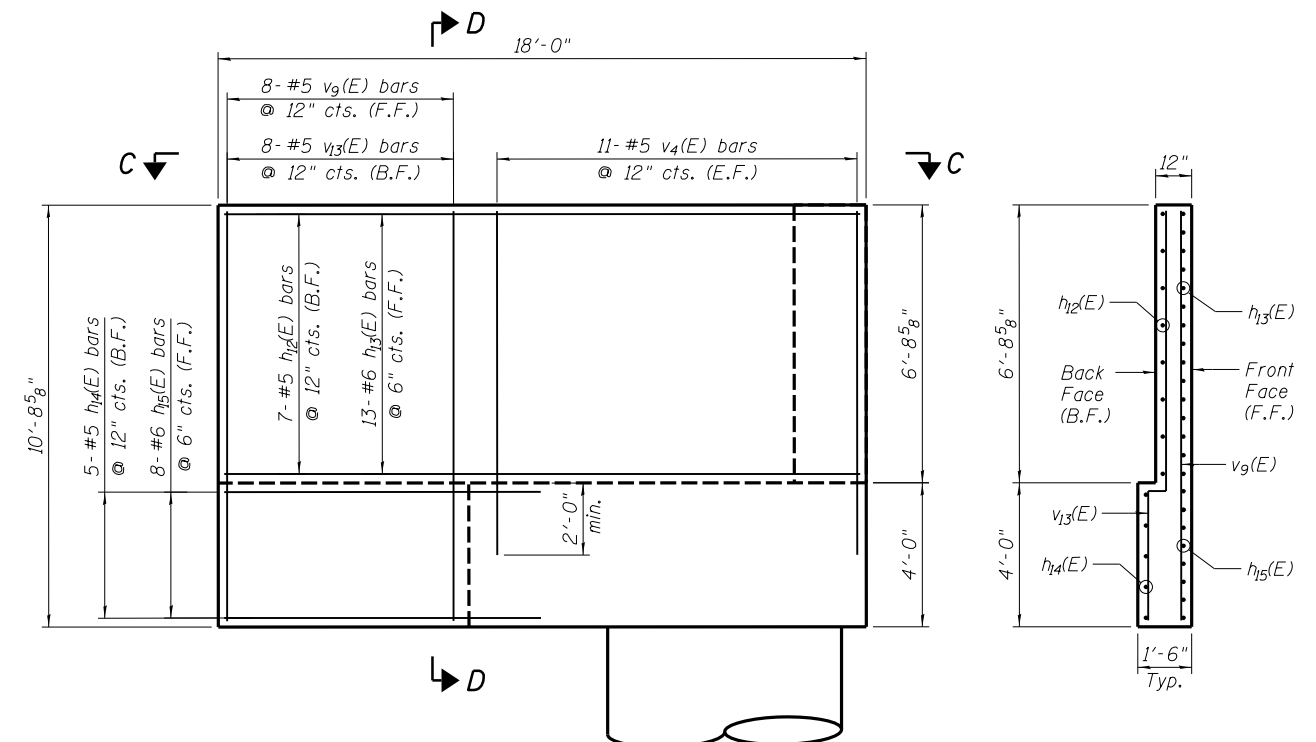 D
18'-0"
8- #5 v9(E) bars
@ 12" cts. (F.F.)
8- #5 v13(E) bars
@ 12" cts. (B.F.)
11- #5 v4(E) bars
@ 12" cts. (E.F.)
C
C
12"
10'-8 5/8"
5- #5 h14(E) bars
@ 12" cts. (B.F.)
8- #6 h15(E) bars
@ 6" cts. (F.F.)
7- #5 h12(E) bars
@ 12" cts. (B.F.)
13- #6 h13(E) bars
@ 6" cts. (F.F.)
2'-0"
min.
6'-8 5/8"
4'-0"
6'-8 5/8"
4'-0"
h12(E)
h13(E)
Back
Face
(B.F.)
Front
Face
(F.F.)
v9(E)
v13(E)
h14(E)
h15(E)
1'-6"
Typ.
D